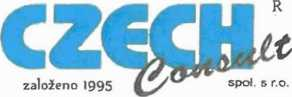 CZECH R
Consult
založeno 1995 spol. s r.o.